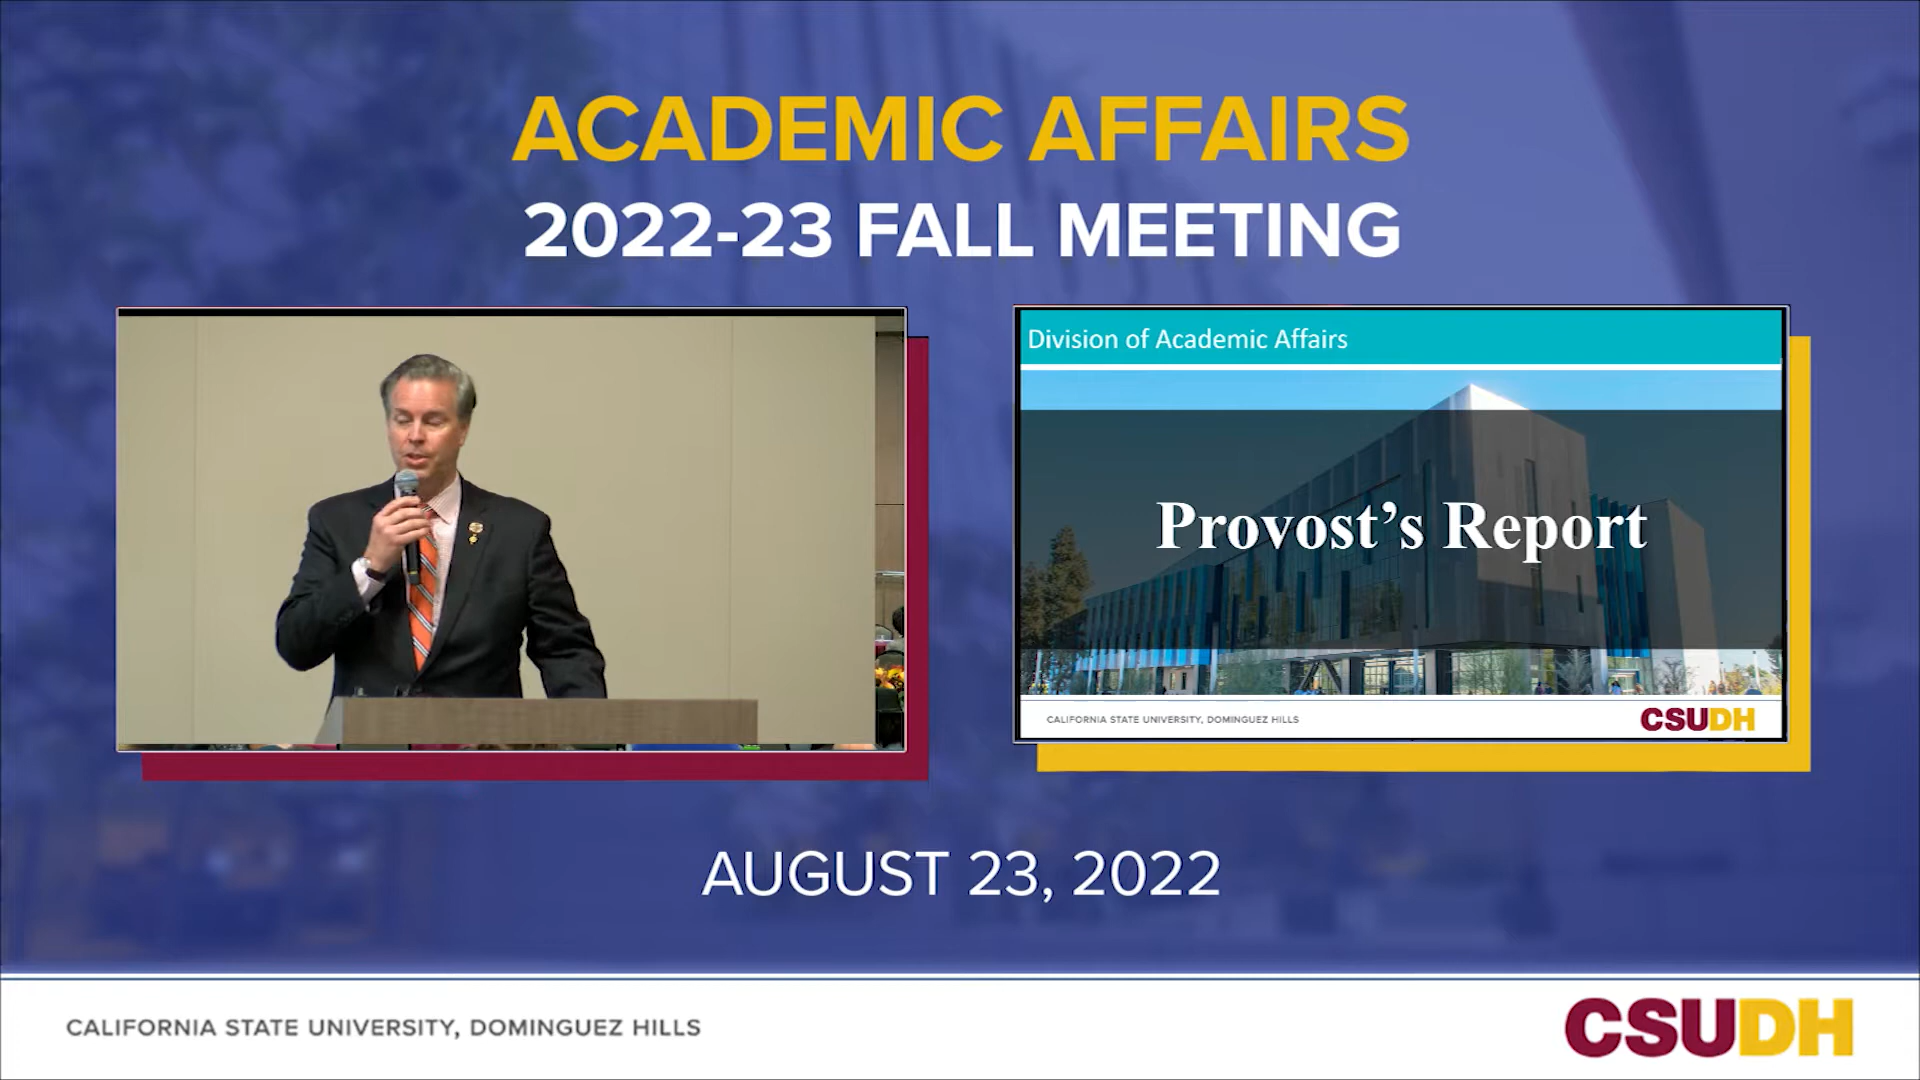 ACADEMIC AFFAIRS
2022-23 FALL MEETING
Division of Academic Affairs
Provost's Report
CALIFORNIA STATE UNIVERSITY, DOMINGUEZ HILLS
CSUDH
AUGUST 23, 2022
CALIFORNIA STATE UNIVERSITY, DOMINGUEZ HILLS
CSUDH